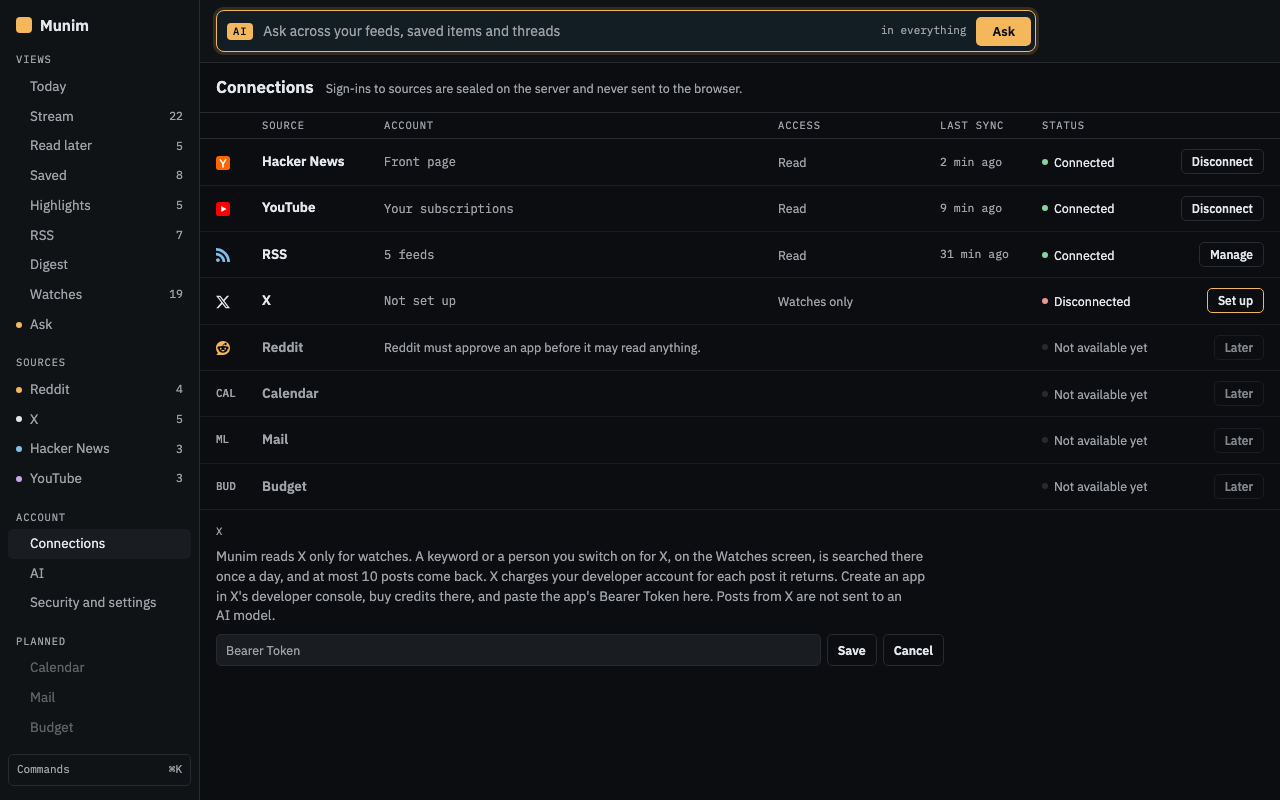 Munim
VIEWS
Today
Stream 22
Read later 5
Saved 8
Highlights 5
RSS 7
Digest
Watches 19
Ask
SOURCES
Reddit 4
X 5
Hacker News 3
YouTube 3
ACCOUNT
Connections
AI
Security and settings
PLANNED
Calendar
Mail
Budget
Commands ⌘K
AI Ask across your feeds, saved items and threads in everything Ask
Connections Sign-ins to sources are sealed on the server and never sent to the browser.
SOURCE ACCOUNT ACCESS LAST SYNC STATUS
Y Hacker News Front page Read 2 min ago Connected Disconnect
YouTube Your subscriptions Read 9 min ago Connected Disconnect
RSS 5 feeds Read 31 min ago Connected Manage
X Not set up Watches only Disconnected Set up
Reddit Reddit must approve an app before it may read anything. Not available yet Later
CAL Calendar Not available yet Later
ML Mail Not available yet Later
BUD Budget Not available yet Later
X
Munim reads X only for watches. A keyword or a person you switch on for X, on the Watches screen, is searched there
once a day, and at most 10 posts come back. X charges your developer account for each post it returns. Create an app
in X's developer console, buy credits there, and paste the app's Bearer Token here. Posts from X are not sent to an
AI model.
Bearer Token Save Cancel